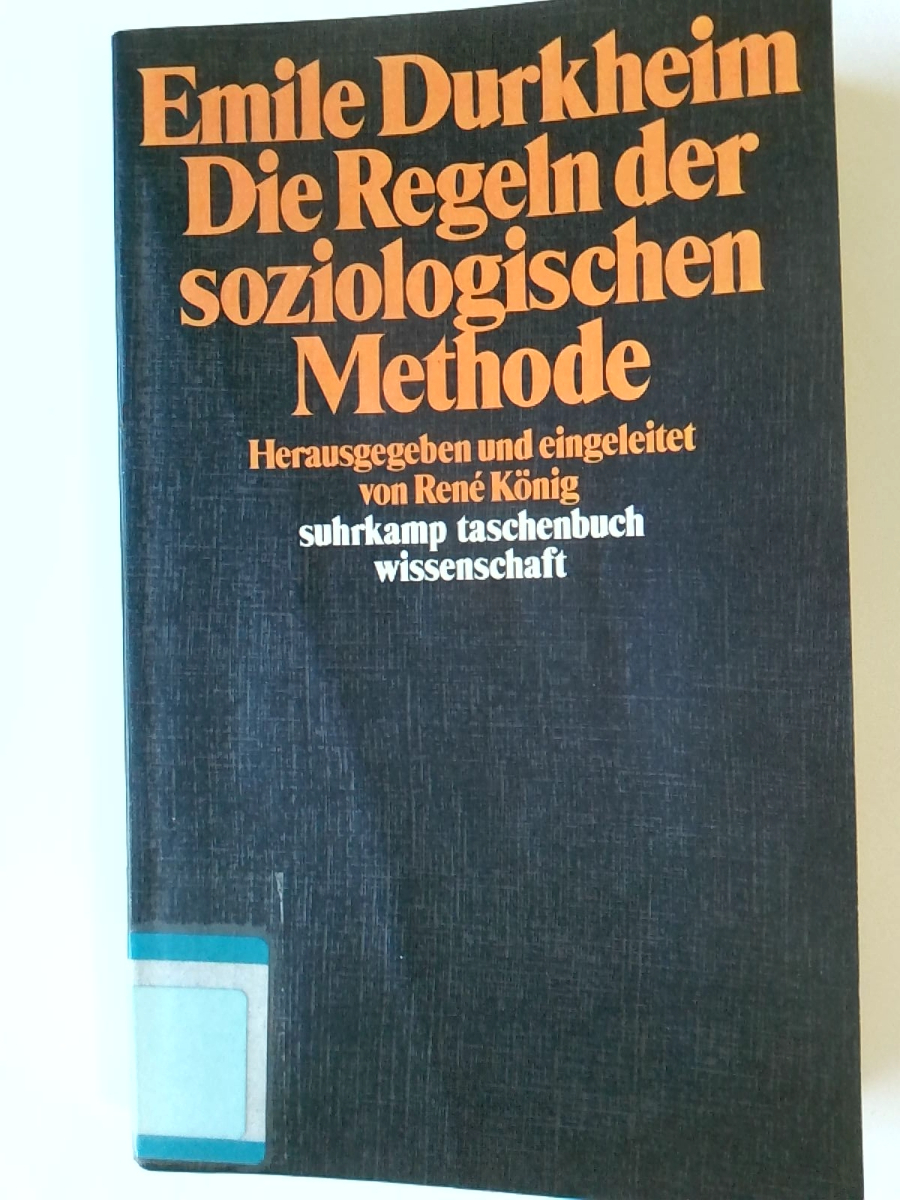 Emile Durkheim
Die Regeln der
soziologischen
Methode
Herausgegeben und eingeleitet
von René König
suhrkamp taschenbuch
wissenschaft